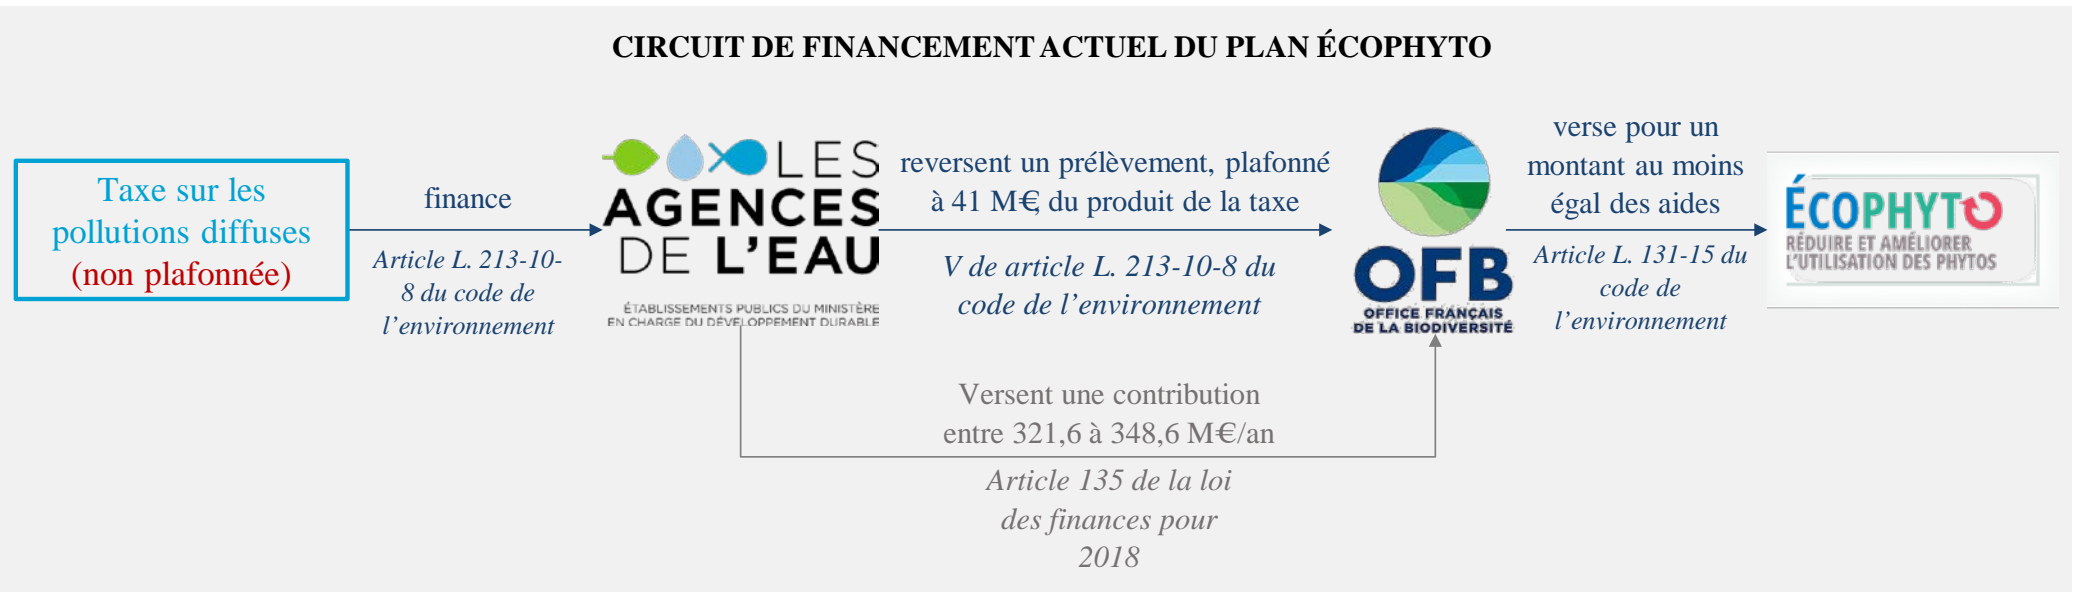 CIRCUIT DE FINANCEMENT ACTUEL DU PLAN ÉCOPHYTO
Taxe sur les
pollutions diffuses
(non plafonnée)
finance
Article L. 213-10-
8 du code de
l’environnement
LES
AGENCES
DE L’EAU
ÉTABLISSEMENTS PUBLICS DU MINISTÈRE
EN CHARGE DU DÉVELOPPEMENT DURABLE
reversent un prélèvement, plafonné
à 41 M€, du produit de la taxe
V de article L. 213-10-8 du
code de l’environnement
OFB
OFFICE FRANÇAIS
DE LA BIODIVERSITÉ
verse pour un
montant au moins
égal des aides
Article L. 131-15 du
code de
l’environnement
ÉCOPHYTO
RÉDUIRE ET AMÉLIORER
L’UTILISATION DES PHYTOS
Versent une contribution
entre 321,6 à 348,6 M€/an
Article 135 de la loi
des finances pour
2018